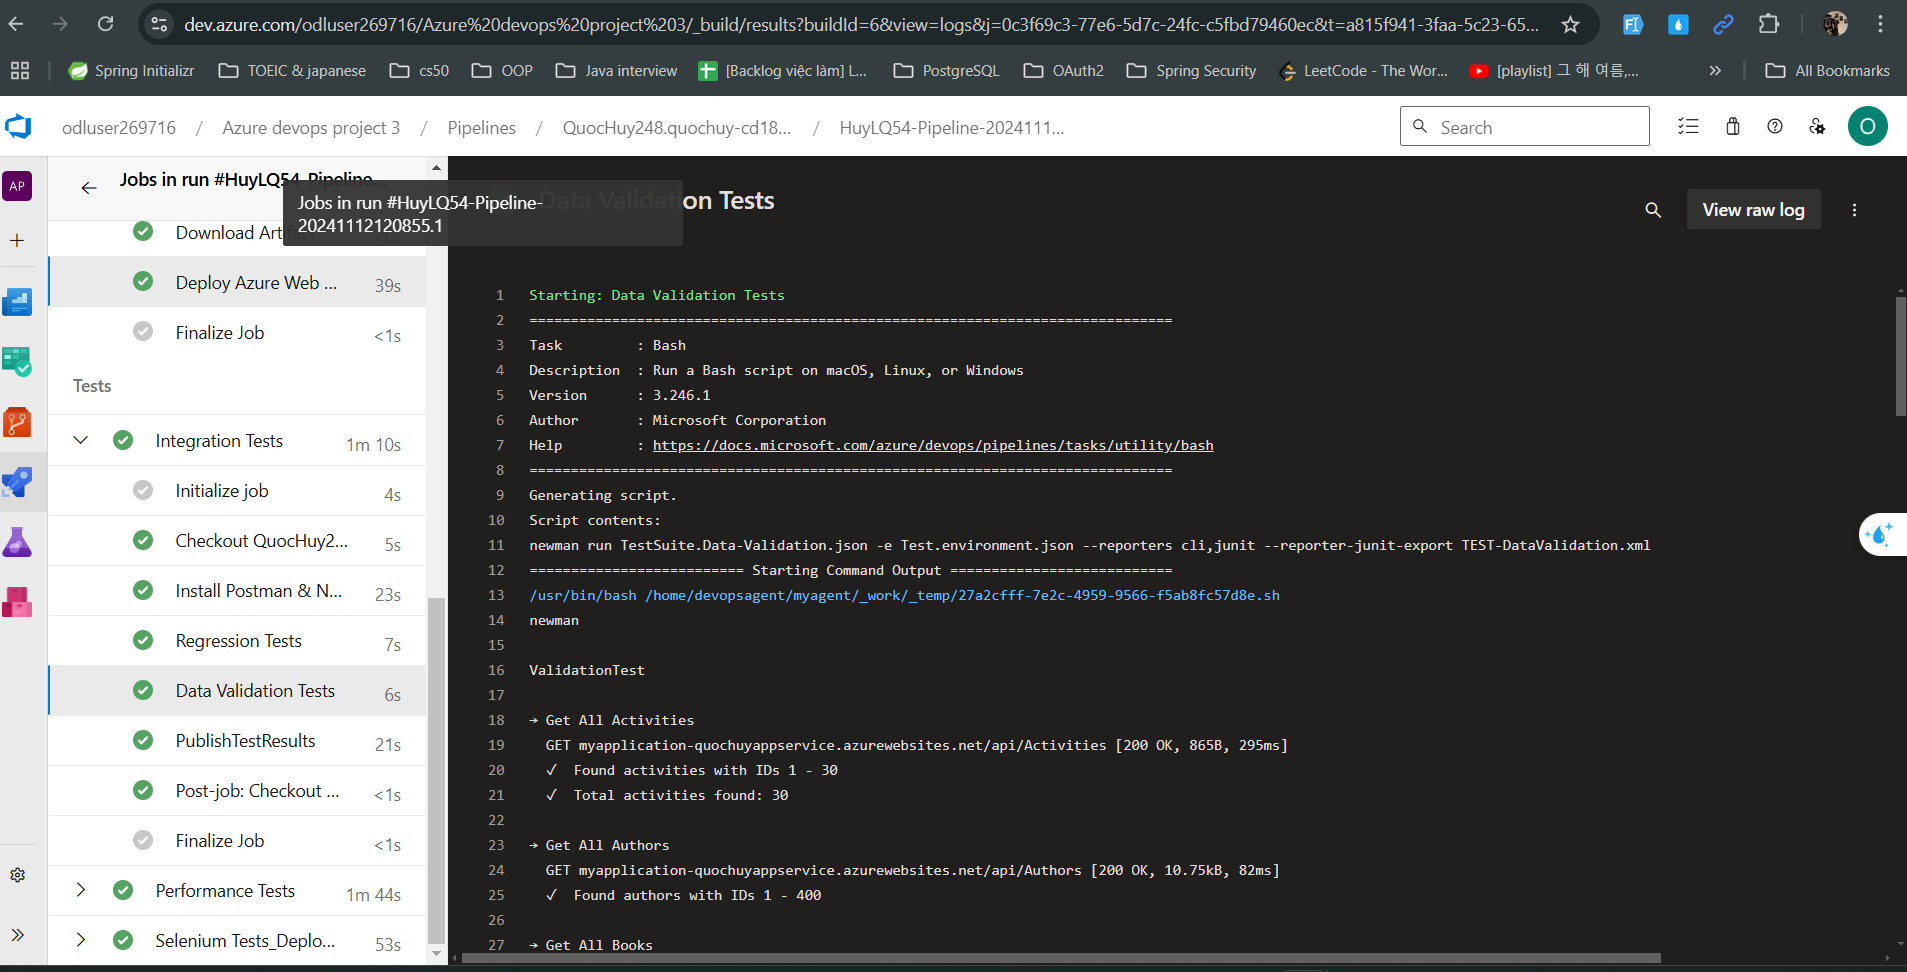 dev.azure.com/odluser269716/Azure%20devops%20project%203/_build/results?buildId=6&view=logs&j=0c3f69c3-77e6-5d7c-24fc-c5fbd79460ec&t=a815f941-3faa-5c23-65...
Spring Initializr
TOEIC & japanese
cs50
OOP
Java interview
[Backlog việc làm] L...
PostgreSQL
OAuth2
Spring Security
LeetCode - The Wor...
[playlist] 그 해 여름,...
All Bookmarks
odluser269716 / Azure devops project 3 / Pipelines / QuocHuy248.quochuy-cd18... / HuyLQ54-Pipeline-2024111...
Search
O
AP
Jobs in run #HuyLQ54-Pipeline...
Jobs in run #HuyLQ54-Pipeline-
20241112120855.1
Download Artifact
Deploy Azure Web ... 39s
Finalize Job <1s
Tests
Integration Tests 1m 10s
Initialize job 4s
Checkout QuocHuy2... 5s
Install Postman & N... 23s
Regression Tests 7s
Data Validation Tests 6s
PublishTestResults 21s
Post-job: Checkout ... <1s
Finalize Job <1s
Performance Tests 1m 44s
Selenium Tests_Deplo... 53s
Data Validation Tests
View raw log
1 Starting: Data Validation Tests
2 ==============================================================================
3 Task         : Bash
4 Description  : Run a Bash script on macOS, Linux, or Windows
5 Version      : 3.246.1
6 Author       : Microsoft Corporation
7 Help         : https://docs.microsoft.com/azure/devops/pipelines/tasks/utility/bash
8 ==============================================================================
9 Generating script.
10 Script contents:
11 newman run TestSuite.Data-Validation.json -e Test.environment.json --reporters cli,junit --reporter-junit-export TEST-DataValidation.xml
12 ========================== Starting Command Output ===========================
13 /usr/bin/bash /home/devopsagent/myagent/_work/_temp/27a2cfff-7e2c-4959-9566-f5ab8fc57d8e.sh
14 newman
15
16 ValidationTest
17
18 → Get All Activities
19 GET myapplication-quochuyappservice.azurewebsites.net/api/Activities [200 OK, 865B, 295ms]
20 ✓ Found activities with IDs 1 - 30
21 ✓ Total activities found: 30
22
23 → Get All Authors
24 GET myapplication-quochuyappservice.azurewebsites.net/api/Authors [200 OK, 10.75kB, 82ms]
25 ✓ Found authors with IDs 1 - 400
26
27 → Get All Books